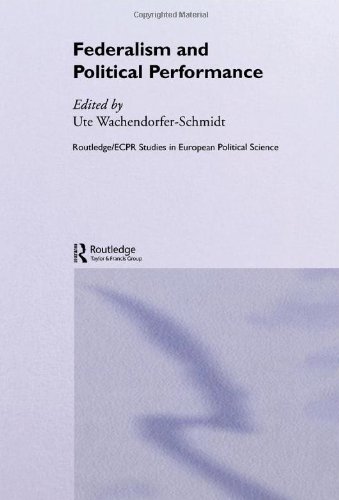 Copyrighted Material
Federalism and
Political Performance
Edited by
Ute Wachendorfer-Schmidt
Routledge/ECPR Studies in European Political Science
Routledge
Taylor & Francis Group
Copyrighted Material